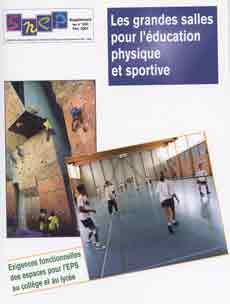 SNEP
Supplément
Les grandes salles
pour l'éducation
physique
et sportive
Exigences fonctionnelles
des espaces pour l'EPS
au collège et au lycée